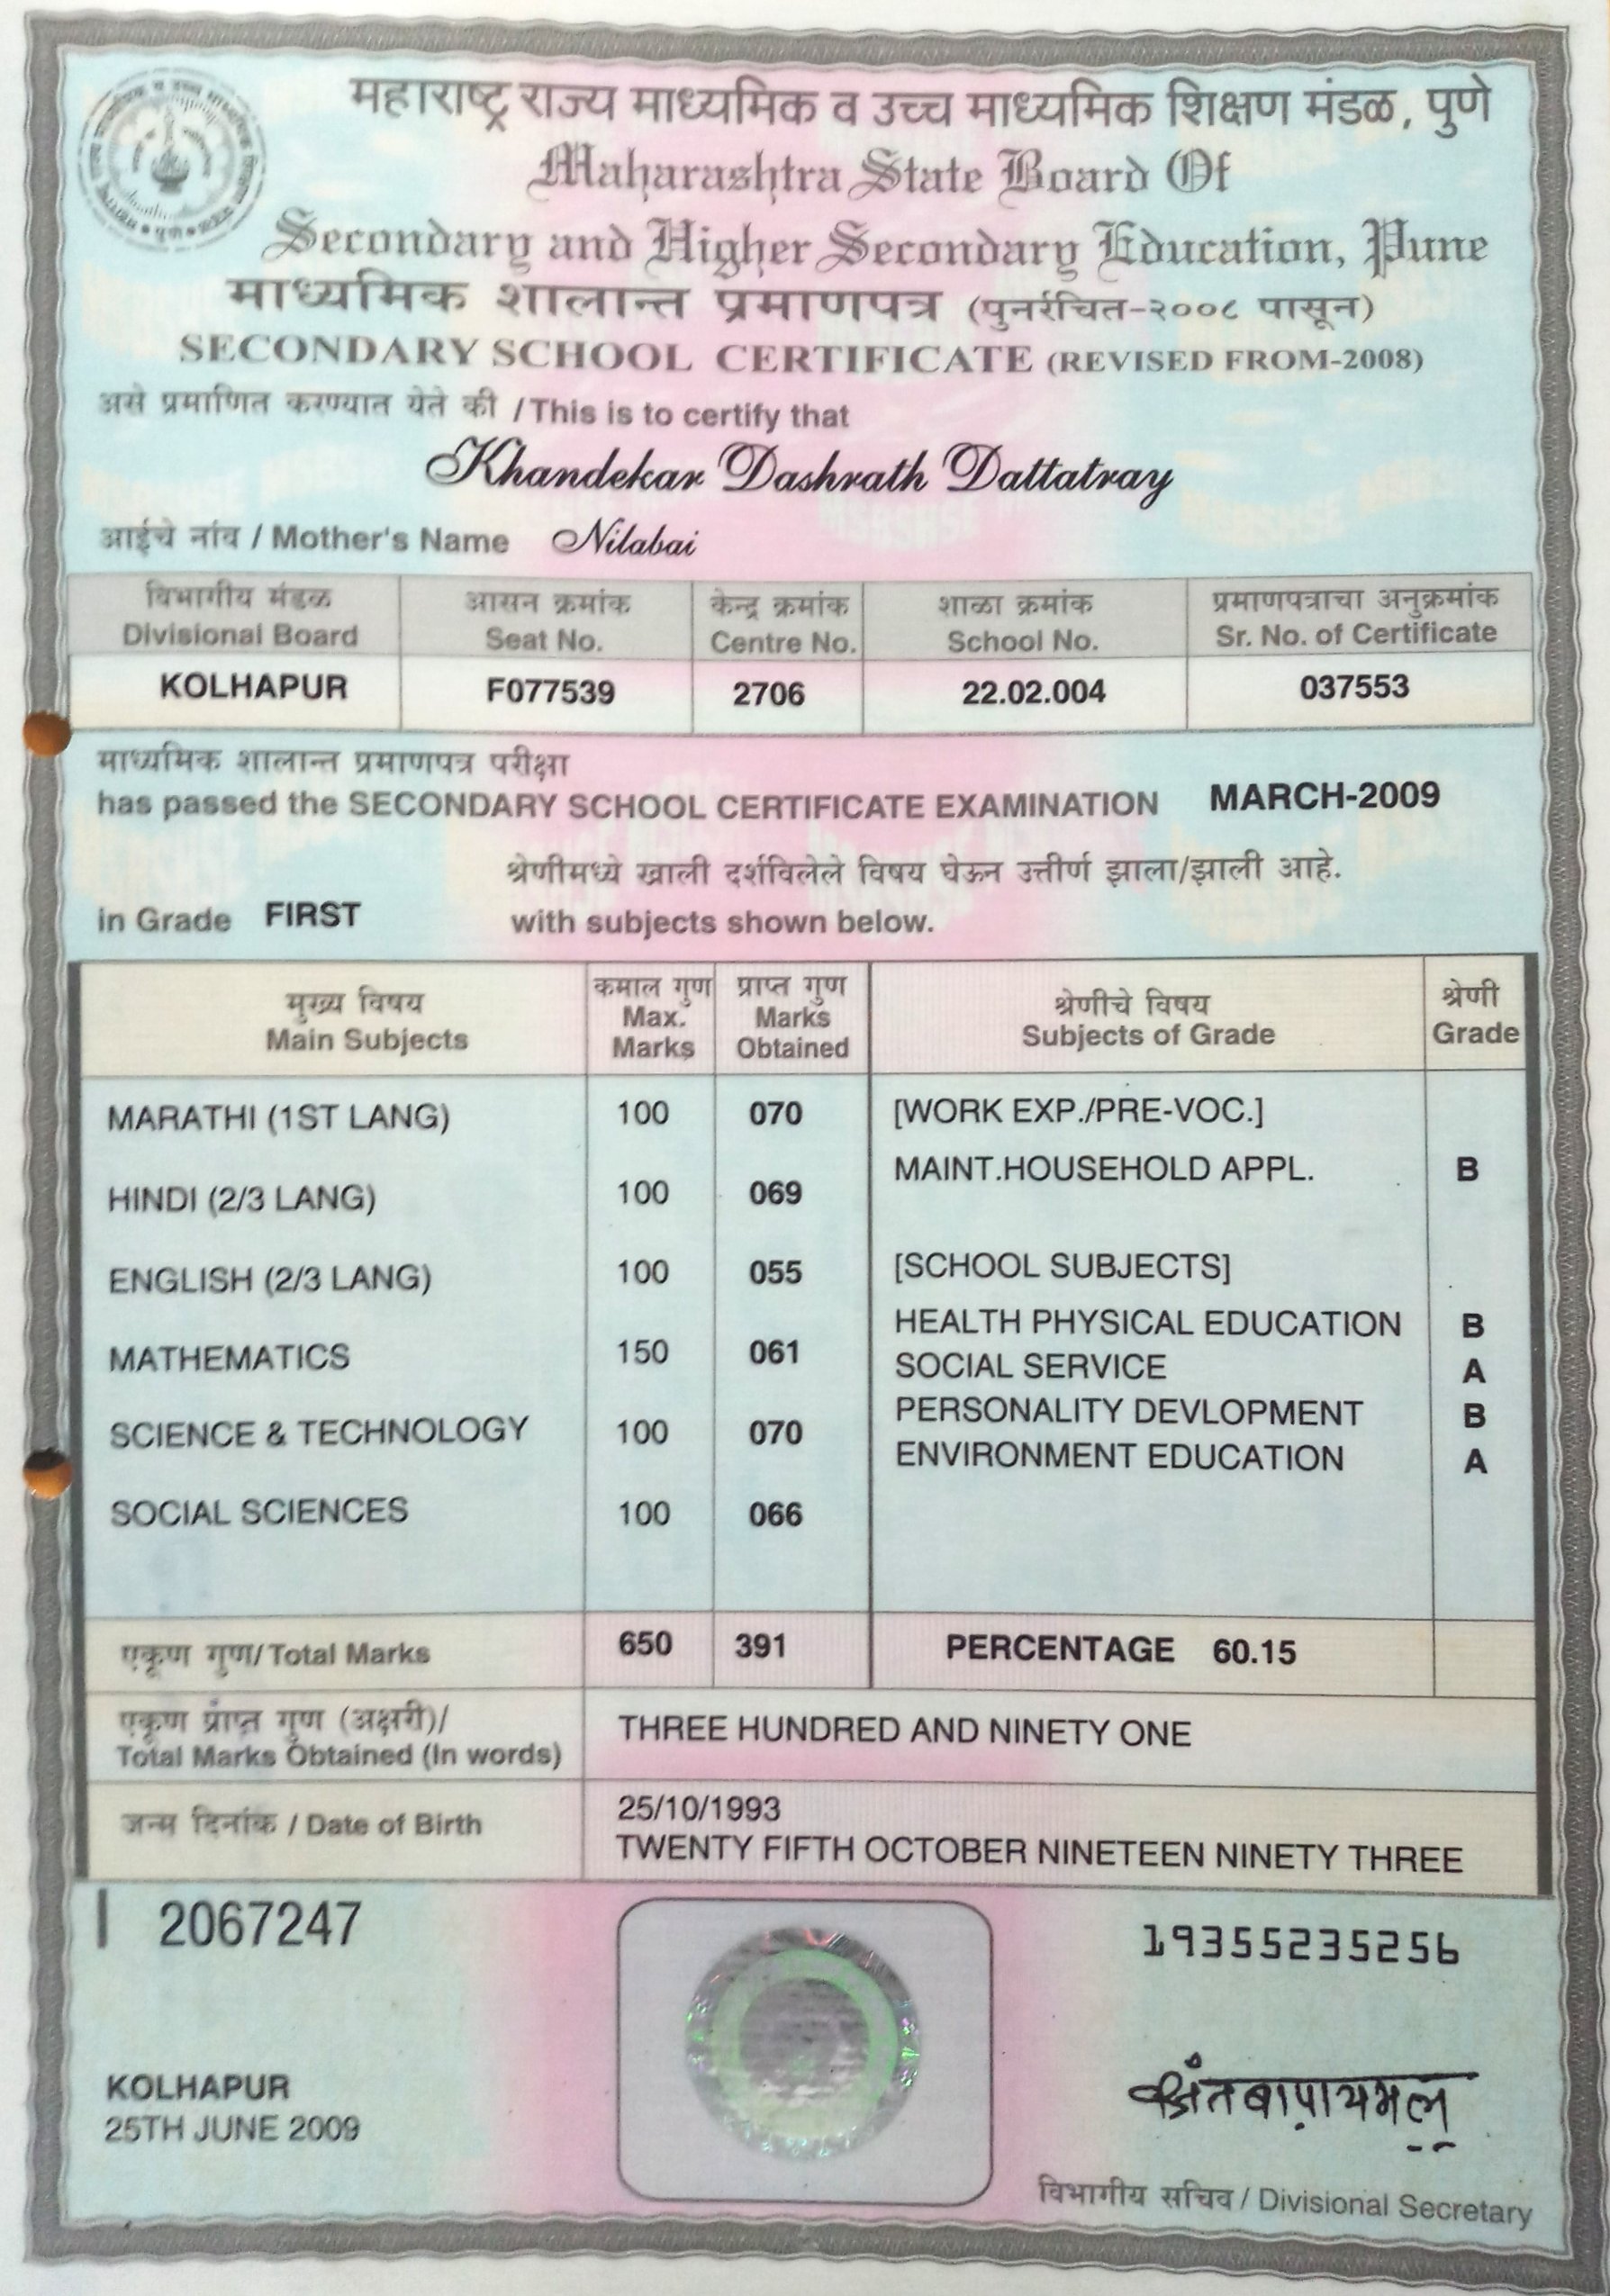 महाराष्ट्र राज्य माध्यमिक व उच्च माध्यमिक शिक्षण मंडळ, पुणे
Maharashtra State Board Of
Secondary and Higher Secondary Education, Pune
माध्यमिक शालान्त प्रमाणपत्र (पुनर्रचित-२००८ पासून)
SECONDARY SCHOOL CERTIFICATE (REVISED FROM-2008)
असे प्रमाणित करण्यात येते की / This is to certify that
Khandekar Dashrath Dattatray
आईचे नांव / Mother's Name Nilabai
विभागीय मंडळ आसन क्रमांक केन्द्र क्रमांक शाळा क्रमांक प्रमाणपत्राचा अनुक्रमांक
Divisional Board Seat No. Centre No. School No. Sr. No. of Certificate
KOLHAPUR F077539 2706 22.02.004 037553
माध्यमिक शालान्त प्रमाणपत्र परीक्षा
has passed the SECONDARY SCHOOL CERTIFICATE EXAMINATION MARCH-2009
श्रेणीमध्ये खाली दर्शविलेले विषय घेऊन उत्तीर्ण झाला/झाली आहे.
in Grade FIRST with subjects shown below.
मुख्य विषय कमाल गुण प्राप्त गुण श्रेणीचे विषय श्रेणी
Main Subjects Max. Marks Marks Obtained Subjects of Grade Grade
MARATHI (1ST LANG) 100 070 [WORK EXP./PRE-VOC.]
MAINT.HOUSEHOLD APPL. B
HINDI (2/3 LANG) 100 069
ENGLISH (2/3 LANG) 100 055 [SCHOOL SUBJECTS]
HEALTH PHYSICAL EDUCATION B
MATHEMATICS 150 061 SOCIAL SERVICE A
PERSONALITY DEVLOPMENT B
SCIENCE & TECHNOLOGY 100 070 ENVIRONMENT EDUCATION A
SOCIAL SCIENCES 100 066
एकूण गुण/ Total Marks 650 391 PERCENTAGE 60.15
एकूण प्राप्त गुण (अक्षरी)/
Total Marks Obtained (In words) THREE HUNDRED AND NINETY ONE
जन्म दिनांक / Date of Birth 25/10/1993
TWENTY FIFTH OCTOBER NINETEEN NINETY THREE
I 2067247 19355235256
KOLHAPUR
25TH JUNE 2009
विभागीय सचिव / Divisional Secretary